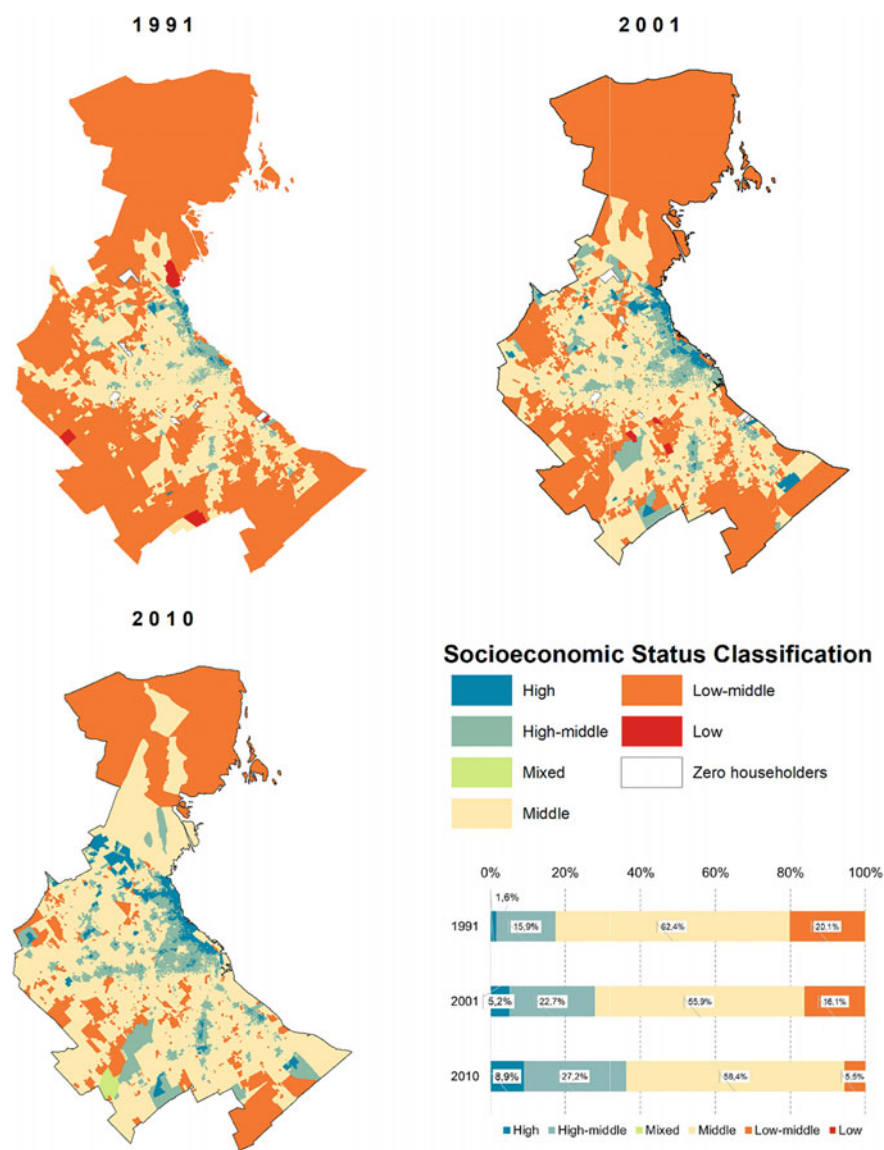 1991
2001
2010
Socioeconomic Status Classification
High
Low-middle
High-middle
Low
Mixed
Zero householders
Middle
0% 20% 40% 60% 80% 100%
1,6%
1991 15,9% 62,4% 20,1%
2001 5,2% 22,7% 55,9% 16,1%
2010 8,9% 27,2% 58,4% 5,5%
High High-middle Mixed Middle Low-middle Low